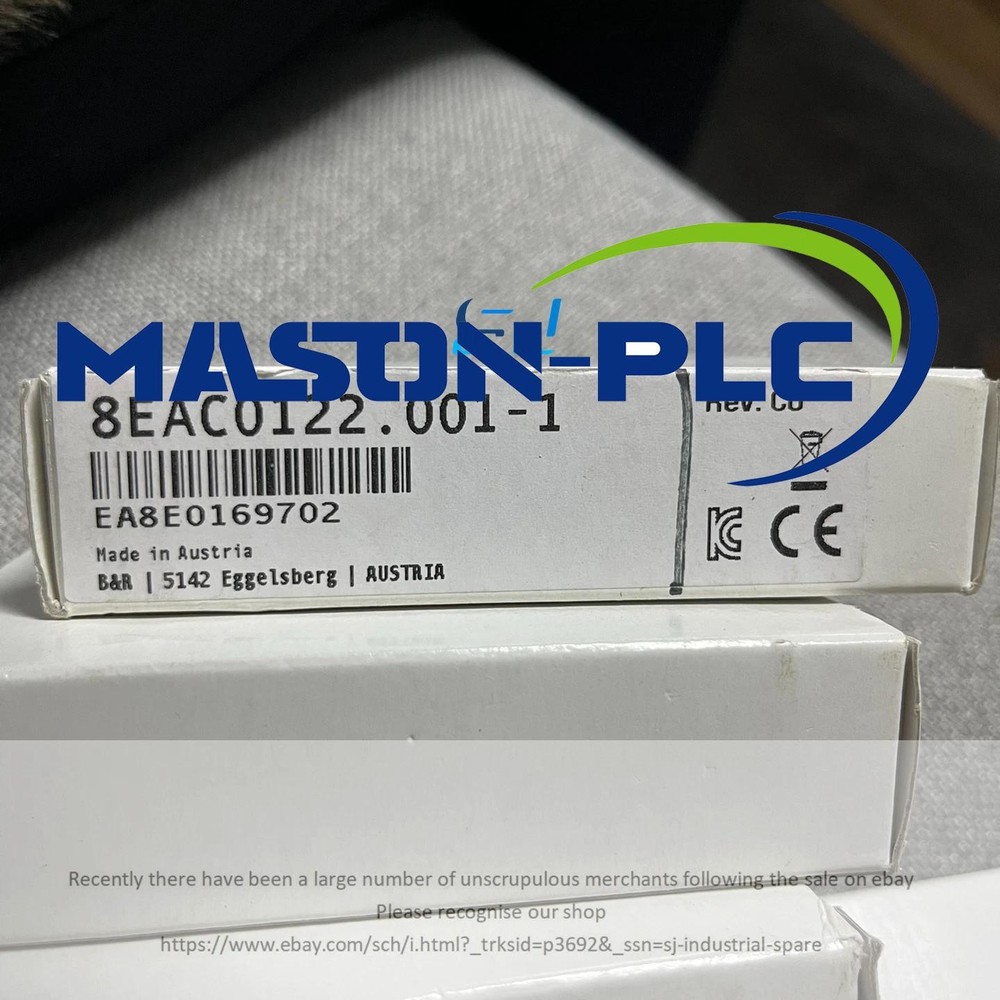 MASTON-PLC
8EAC0122.001-1
Rev. C0
EA8E0169702
Made in Austria
B&R | 5142 Eggelsberg | AUSTRIA
CE
Recently there have been a large number of unscrupulous merchants following the sale on ebay
Please recognise our shop
https://www.ebay.com/sch/i.html?_trksid=p3692&_ssn=sj-industrial-spare